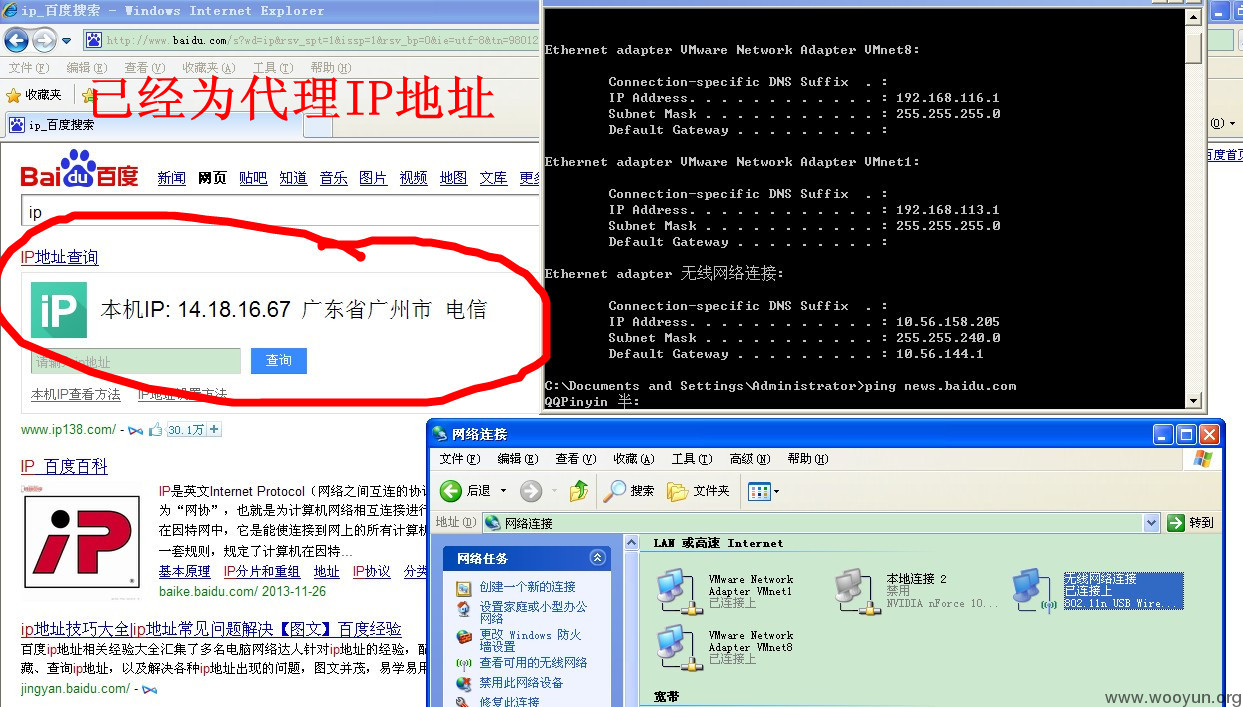 ip_百度搜索 - Windows Internet Explorer
http://www.baidu.com/s?wd=ip&rsv_spt=1&issp=1&rsv_bp=0&ie=utf-8&tn=98012
文件(F) 编辑(E) 查看(V) 收藏夹(A) 工具(T) 帮助(H)
收藏夹
已经为代理IP地址
ip_百度搜索
Bai du 百度
新闻 网页 贴吧 知道 音乐 图片 视频 地图 文库 更多
ip
IP地址查询
iP
本机IP: 14.18.16.67 广东省广州市 电信
请输入ip地址
查询
本机IP查看方法 IP地址设置方法
www.ip138.com/ - 30.1万 +
IP_百度百科
IP是英文Internet Protocol(网络之间互连的协议
为“网协”,也就是为计算机网络相互连接进行
在因特网中,它是能使连接到网上的所有计算机
一套规则,规定了计算机在因特...
基本原理 IP分片和重组 地址 IP协议 分类
baike.baidu.com/ 2013-11-26
iP
ip地址技巧大全|ip地址常见问题解决【图文】百度经验
百度ip地址相关经验大全汇集了多名电脑网络达人针对ip地址的经验,配
藏、查询ip地址,以及解决各种ip地址出现的问题,图文并茂,易学易用
jingyan.baidu.com/ -
Ethernet adapter VMware Network Adapter VMnet8:
Connection-specific DNS Suffix . :
IP Address. . . . . . . . . . . . : 192.168.116.1
Subnet Mask . . . . . . . . . . . : 255.255.255.0
Default Gateway . . . . . . . . . :
Ethernet adapter VMware Network Adapter VMnet1:
Connection-specific DNS Suffix . :
IP Address. . . . . . . . . . . . : 192.168.113.1
Subnet Mask . . . . . . . . . . . : 255.255.255.0
Default Gateway . . . . . . . . . :
Ethernet adapter 无线网络连接:
Connection-specific DNS Suffix . :
IP Address. . . . . . . . . . . . : 10.56.158.205
Subnet Mask . . . . . . . . . . . : 255.255.240.0
Default Gateway . . . . . . . . . : 10.56.144.1
C:\Documents and Settings\Administrator>ping news.baidu.com
QQPinyin 半:
(O)
百度首页
网络连接
文件(F) 编辑(E) 查看(V) 收藏(A) 工具(T) 高级(N) 帮助(H)
后退 搜索 文件夹
地址(D) 网络连接 转到
网络任务
创建一个新的连接
设置家庭或小型办公
网络
更改 Windows 防火
墙设置
查看可用的无线网络
禁用此网络设备
修复此连接
LAN 或高速 Internet
VMware Network
Adapter VMnet1
已连接上
本地连接 2
禁用
NVIDIA nForce 10...
无线网络连接
已连接上
802.11n USB Wire...
VMware Network
Adapter VMnet8
已连接上
宽带
www.wooyun.org